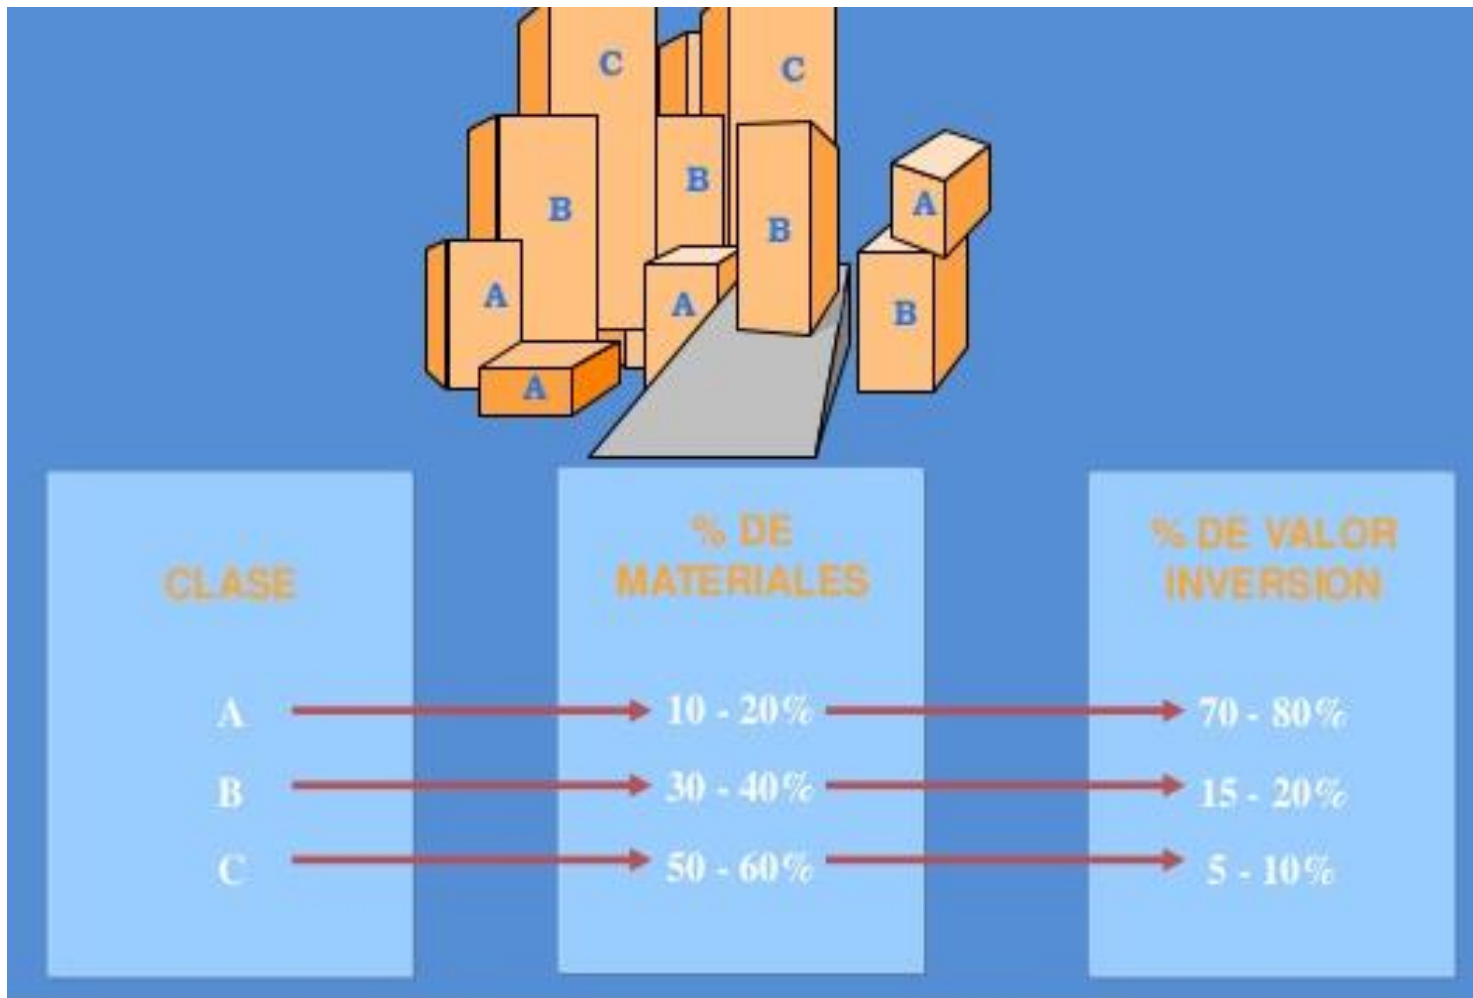 C
C
B
B
B
A
A
A
B
A
CLASE
% DE
MATERIALES
% DE VALOR
INVERSION
A
10 - 20%
70 - 80%
B
30 - 40%
15 - 20%
C
50 - 60%
5 - 10%